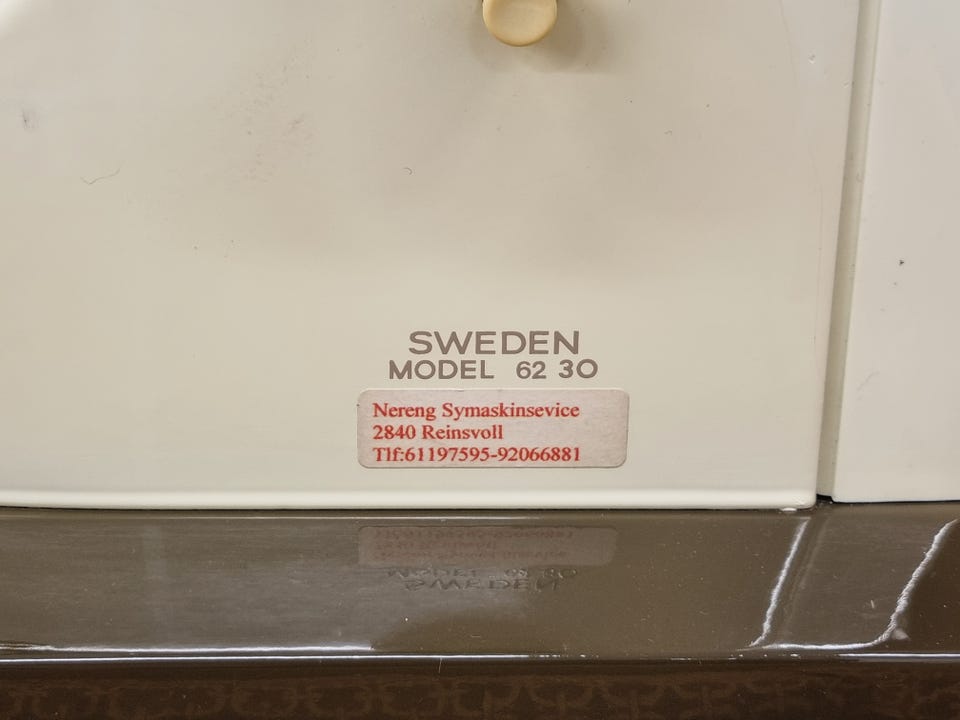 SWEDEN
MODEL 62 30
Nereng Symaskinsevice
2840 Reinsvoll
Tlf:61197595-92066881